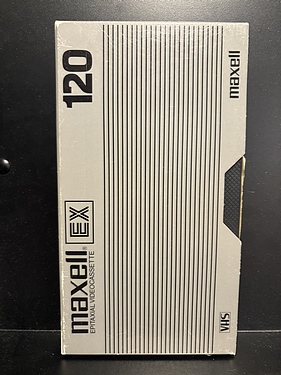 maxell® EX 120
EPITAXIAL VIDEOCASSETTE
VHS maxell